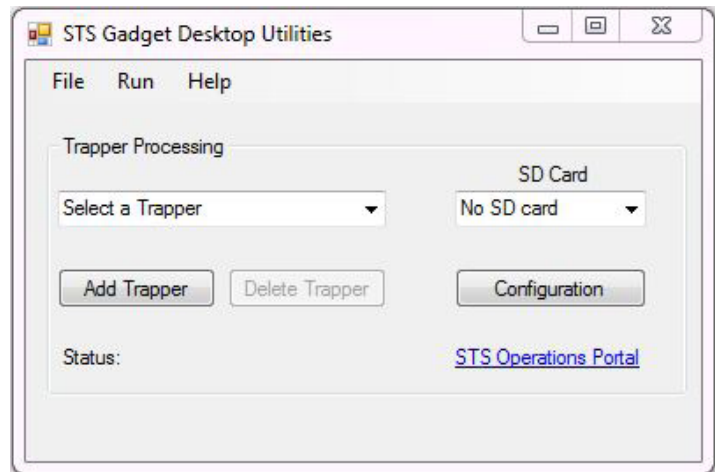 STS Gadget Desktop Utilities
File Run Help
Trapper Processing
SD Card
Select a Trapper No SD card
Add Trapper Delete Trapper Configuration
Status: STS Operations Portal